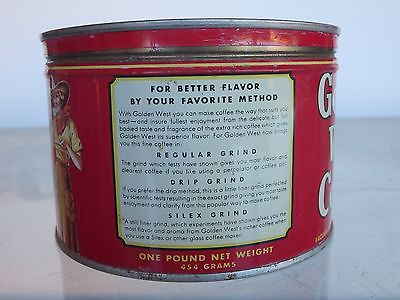 FOR BETTER FLAVOR
BY YOUR FAVORITE METHOD
With Golden West you can make coffee the way that suits you
best—and insure fullest enjoyment from the delicate but full
bodied taste and fragrance of the extra rich coffee which gives
Golden West its superior flavor. For Golden West now brings
you this fine coffee in:
REGULAR GRIND
The grind which tests have shown gives you most flavor and
clearest coffee if you like using a percolator or coffee pot
DRIP GRIND
If you prefer the drip method, this is a little finer grind perfected
by scientific tests resulting in the exact grind giving you most taste
enjoyment and clarity from this popular way to make coffee.
SILEX GRIND
A still finer grind, which experiments have shown gives you the
most flavor and aroma from Golden West's richer coffee when
you use a Silex or other glass coffee maker.
ONE POUND NET WEIGHT
454 GRAMS
G
C